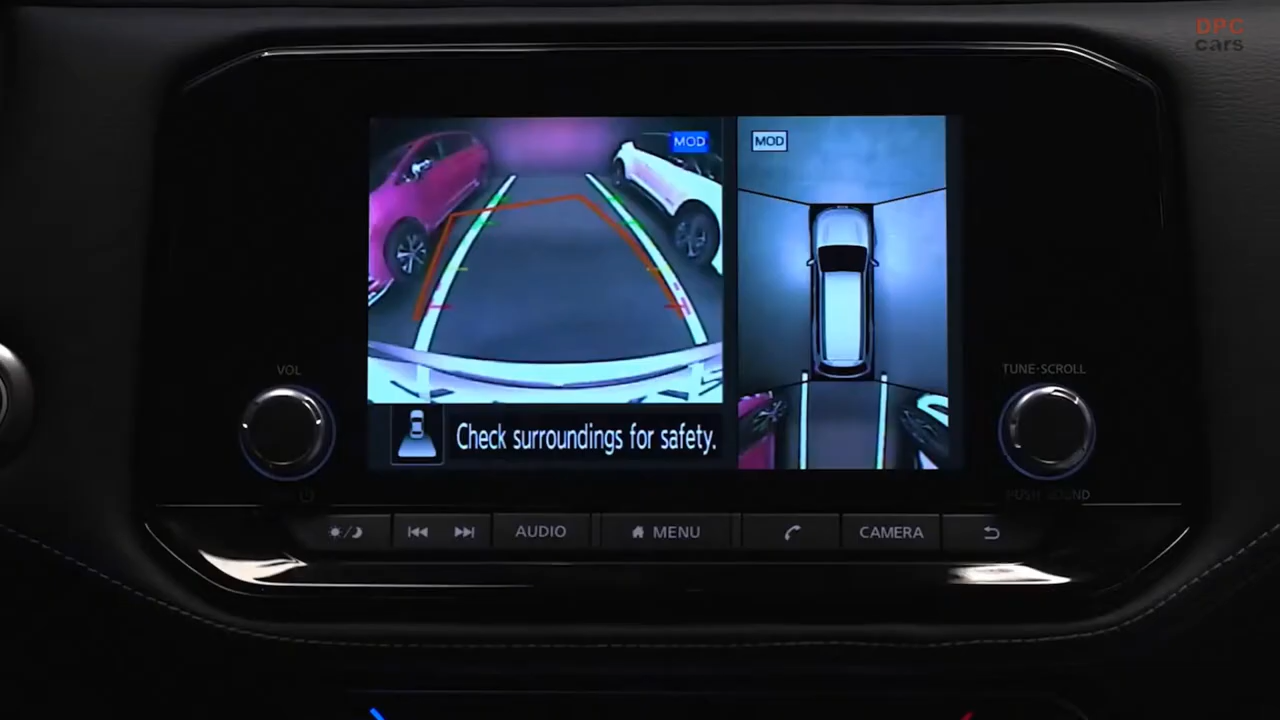 DPC
cars
MOD
MOD
VOL
TUNE·SCROLL
Check surroundings for safety.
PUSH SOUND
AUDIO
MENU
CAMERA